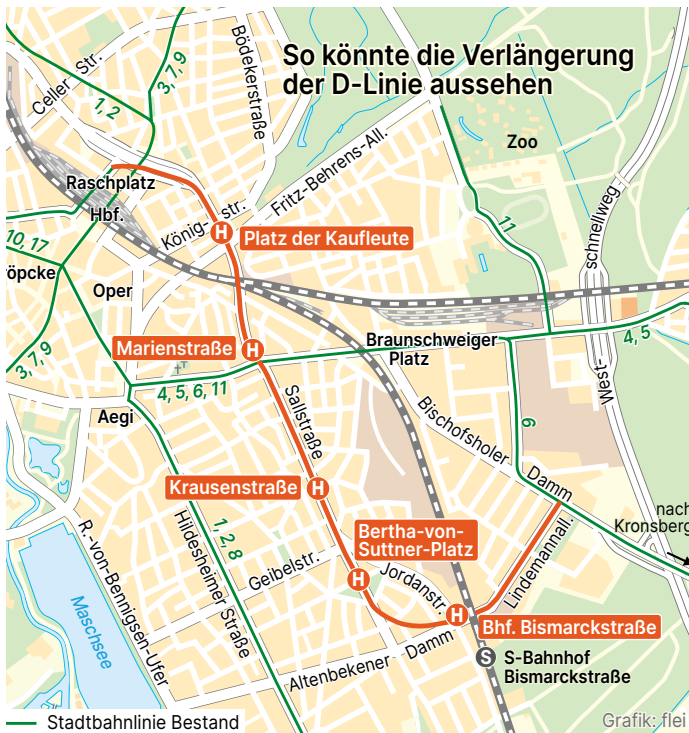 So könnte die Verlängerung
der D-Linie aussehen
Celler Str.
1, 2
3, 7, 9
Bödekerstraße
Zoo
Fritz-Behrens-All.
Raschplatz
Hbf.
König-
str.
Platz der Kaufleute
11
schnellweg
10, 17
öpcke
Oper
Marienstraße
Braunschweiger
Platz
4, 5
3, 7, 9
4, 5, 6, 11
West-
Aegi
Sallstraße
Bischofsholer
Damm
6
Krausenstraße
nach
Kronsberg
Bertha-von-
Suttner-Platz
1, 2, 8
Hildesheimer Straße
Geibelstr.
Jordanstr.
Lindemannall.
R.-von-Bennigsen-Ufer
Maschsee
Bhf. Bismarckstraße
Altenbekener Damm
S-Bahnhof
Bismarckstraße
H
H
H
H
H
S
Stadtbahnlinie Bestand
Grafik: flei